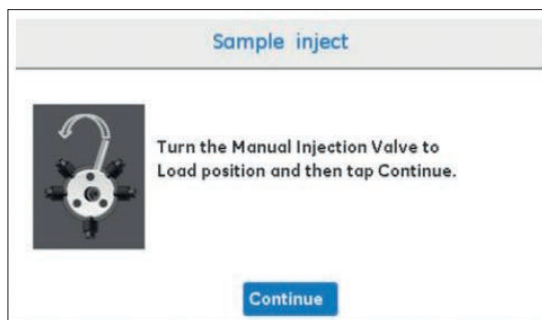 Sample inject
Turn the Manual Injection Valve to
Load position and then tap Continue.
Continue